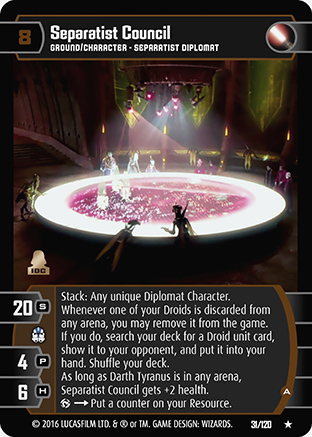 8
Separatist Council
GROUND/CHARACTER - SEPARATIST DIPLOMAT
IGC
20 S
4 P
6 H
Stack: Any unique Diplomat Character.
Whenever one of your Droids is discarded from
any arena, you may remove it from the game.
If you do, search your deck for a Droid unit card,
show it to your opponent, and put it into your
hand. Shuffle your deck.
As long as Darth Tyranus is in any arena,
Separatist Council gets +2 health.
→ Put a counter on your Resource.
A
© 2016 LUCASFILM LTD. & ® or TM. GAME DESIGN: WIZARDS.
31/120 ★